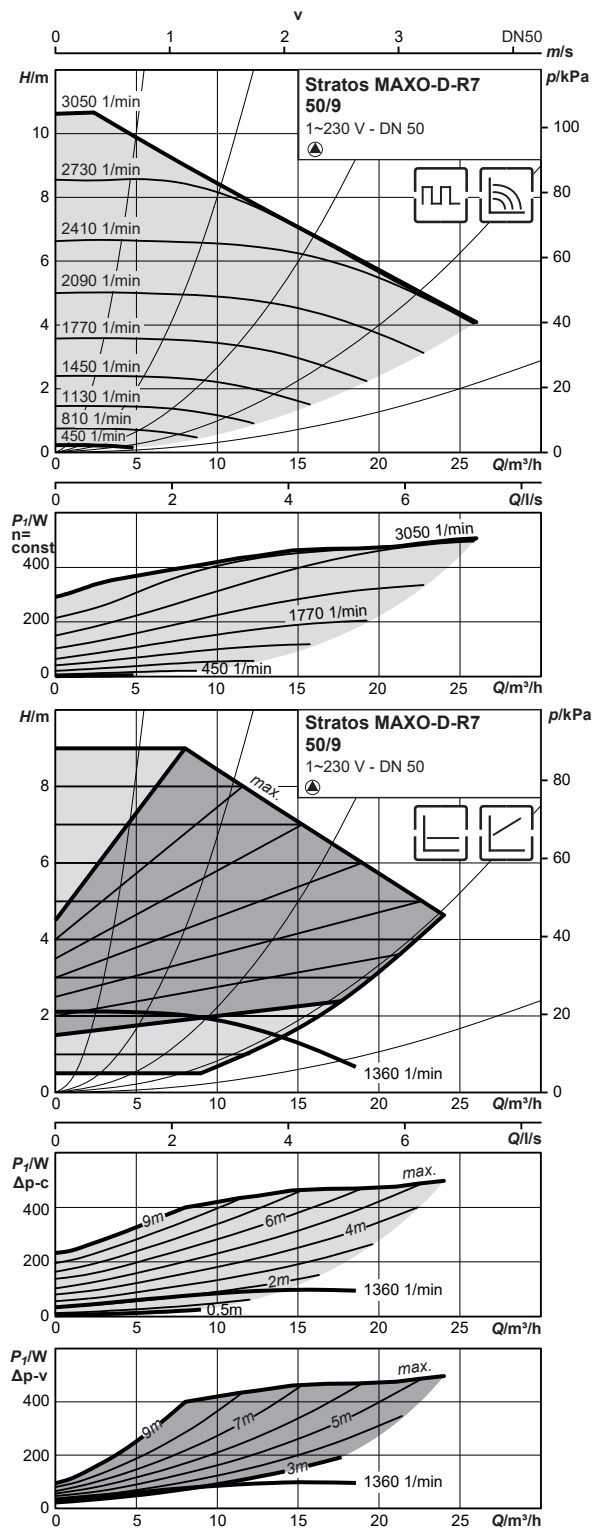 v
0 1 2 3 DN50
m/s
H/m p/kPa
Stratos MAXO-D-R7
50/9
1~230 V - DN 50
3050 1/min
2730 1/min
2410 1/min
2090 1/min
1770 1/min
1450 1/min
1130 1/min
810 1/min
450 1/min
10
8
6
4
2
0
100
80
60
40
20
0
0 5 10 15 20 25
Q/m³/h
0 2 4 6 Q/l/s
P₁/W
n=
const
400
200
0
3050 1/min
1770 1/min
450 1/min
0 5 10 15 20 25 Q/m³/h
H/m p/kPa
Stratos MAXO-D-R7
50/9
1~230 V - DN 50
max.
8
6
4
2
0
80
60
40
20
0
1360 1/min
0 5 10 15 20 25 Q/m³/h
0 2 4 6 Q/l/s
P₁/W
Δp-c
400
200
0
max.
9m
6m
4m
2m
0.5m
1360 1/min
0 5 10 15 20 25 Q/m³/h
P₁/W
Δp-v
400
200
0
max.
9m
7m
5m
3m
1360 1/min
0 5 10 15 20 25 Q/m³/h